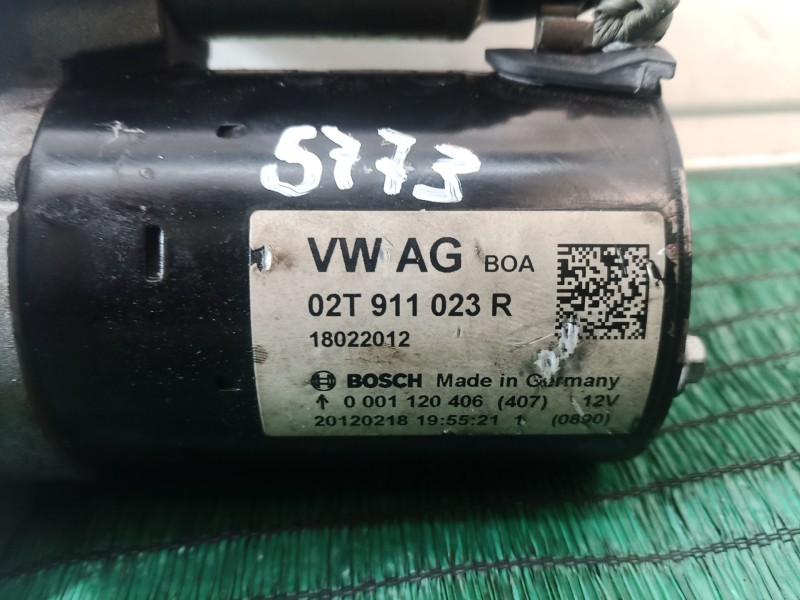 5773
VW AG BOA
02T 911 023 R
18022012
BOSCH Made in Germany
↑ 0 001 120 406 (407) 12V
20120218 19:55:21 1 (0890)